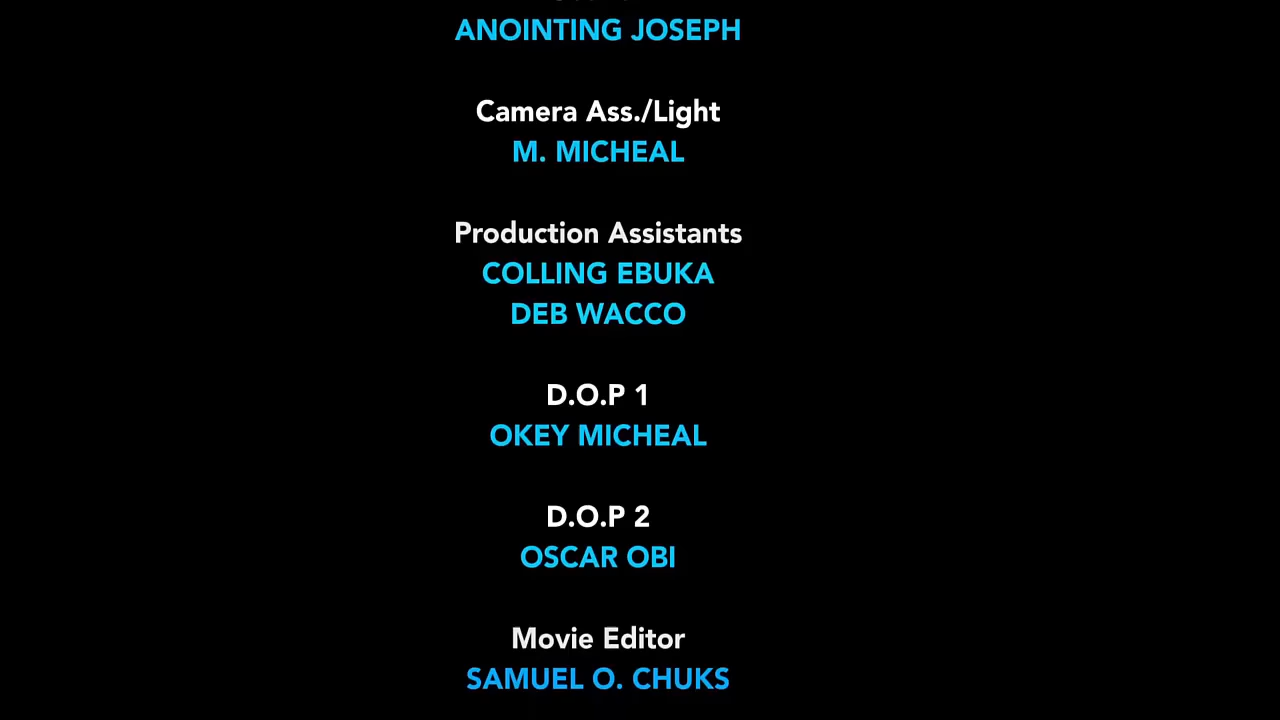 ANOINTING JOSEPH
Camera Ass./Light
M. MICHEAL
Production Assistants
COLLING EBUKA
DEB WACCO
D.O.P 1
OKEY MICHEAL
D.O.P 2
OSCAR OBI
Movie Editor
SAMUEL O. CHUKS